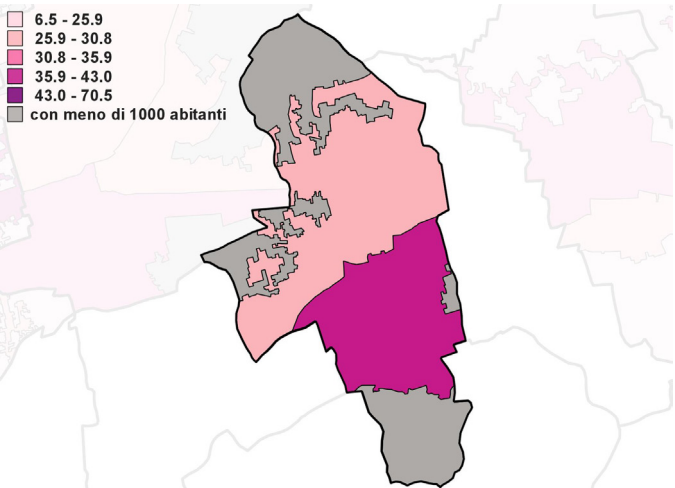 6.5 - 25.9
25.9 - 30.8
30.8 - 35.9
35.9 - 43.0
43.0 - 70.5
con meno di 1000 abitanti